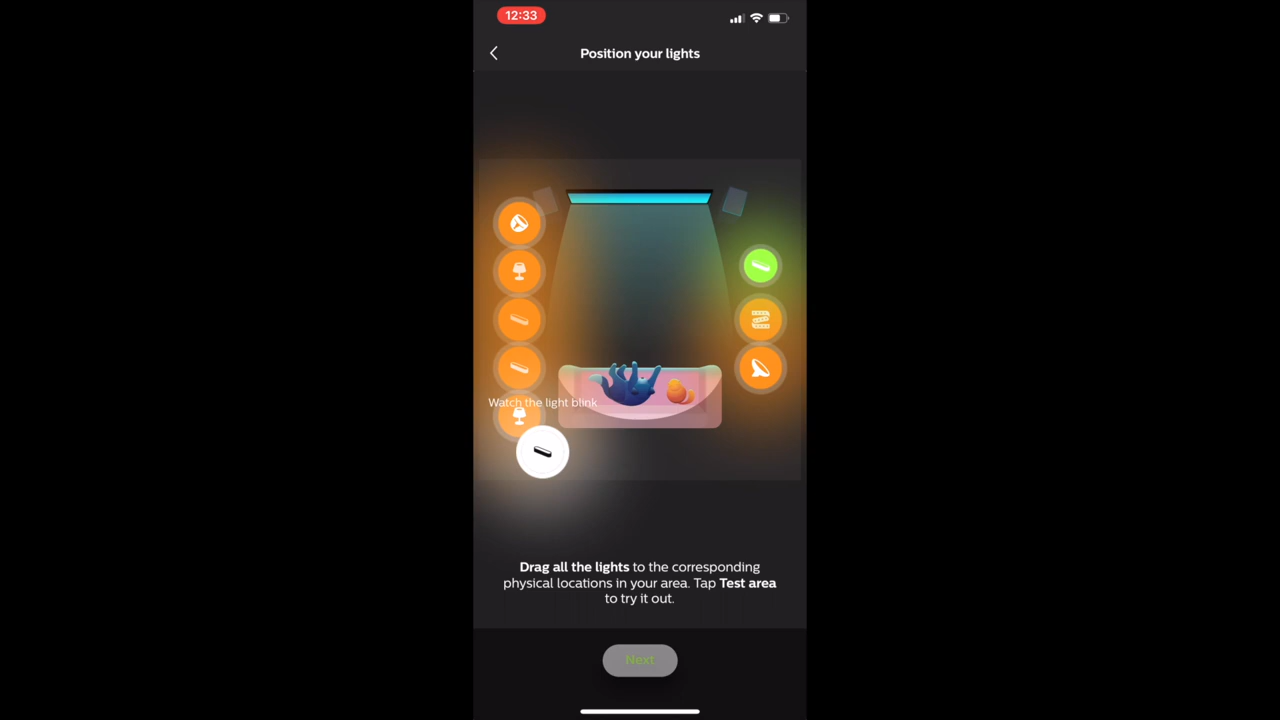 12:33
Position your lights
Watch the light blink
Drag all the lights to the corresponding
physical locations in your area. Tap Test area
to try it out.
Next